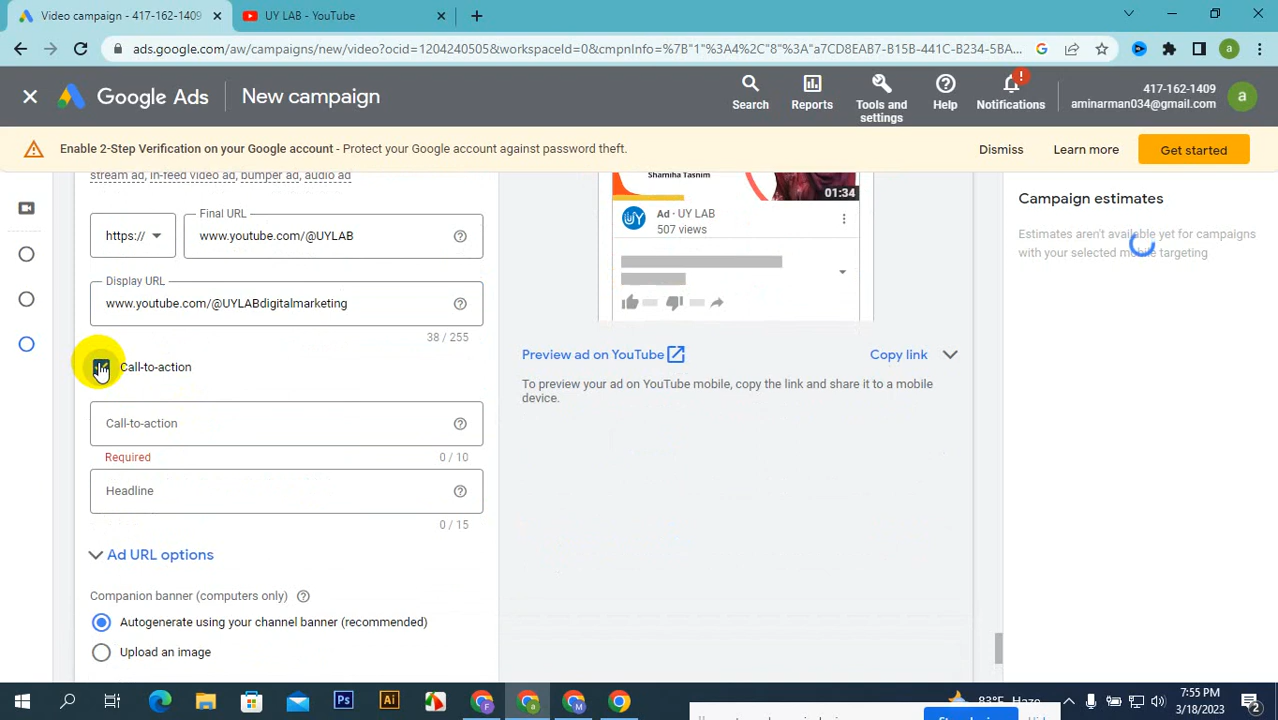 Video campaign - 417-162-1409
UY LAB - YouTube
ads.google.com/aw/campaigns/new/video?ocid=1204240505&workspaceId=0&cmpnInfo=%7B"1"%3A4%2C"8"%3A"a7CD8EAB7-B15B-441C-B234-5BA...
Google Ads
New campaign
Search
Reports
Tools and
settings
Help
Notifications
417-162-1409
aminarman034@gmail.com
a
Enable 2-Step Verification on your Google account - Protect your Google account against password theft.
Dismiss
Learn more
Get started
stream ad, in-feed video ad, bumper ad, audio ad
Final URL
https://
www.youtube.com/@UYLAB
Display URL
www.youtube.com/@UYLABdigitalmarketing
38 / 255
Call-to-action
Call-to-action
Required
0 / 10
Headline
0 / 15
Ad URL options
Companion banner (computers only)
Autogenerate using your channel banner (recommended)
Upload an image
Shamiha Tasnim
01:34
Ad · UY LAB
507 views
Preview ad on YouTube
Copy link
To preview your ad on YouTube mobile, copy the link and share it to a mobile
device.
Campaign estimates
Estimates aren't available yet for campaigns
with your selected mobile targeting
83°F Haze
7:55 PM
3/18/2023